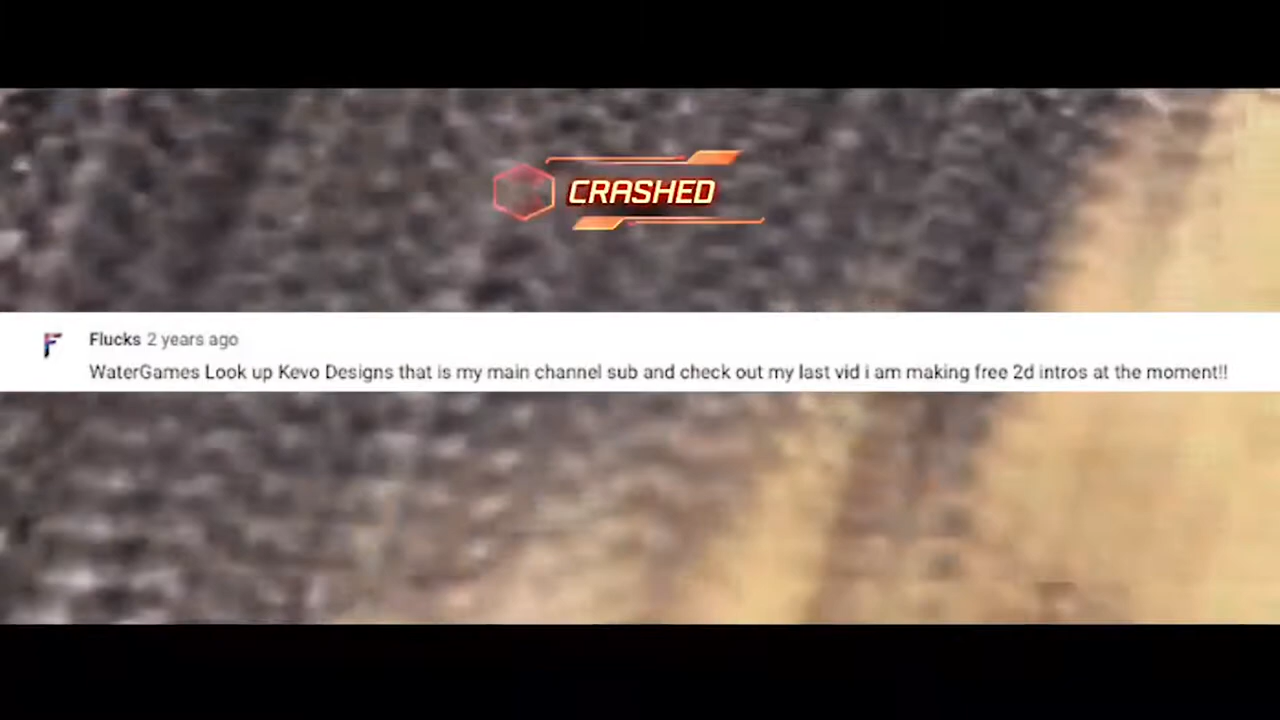 CRASHED
Flucks 2 years ago
WaterGames Look up Kevo Designs that is my main channel sub and check out my last vid i am making free 2d intros at the moment!!